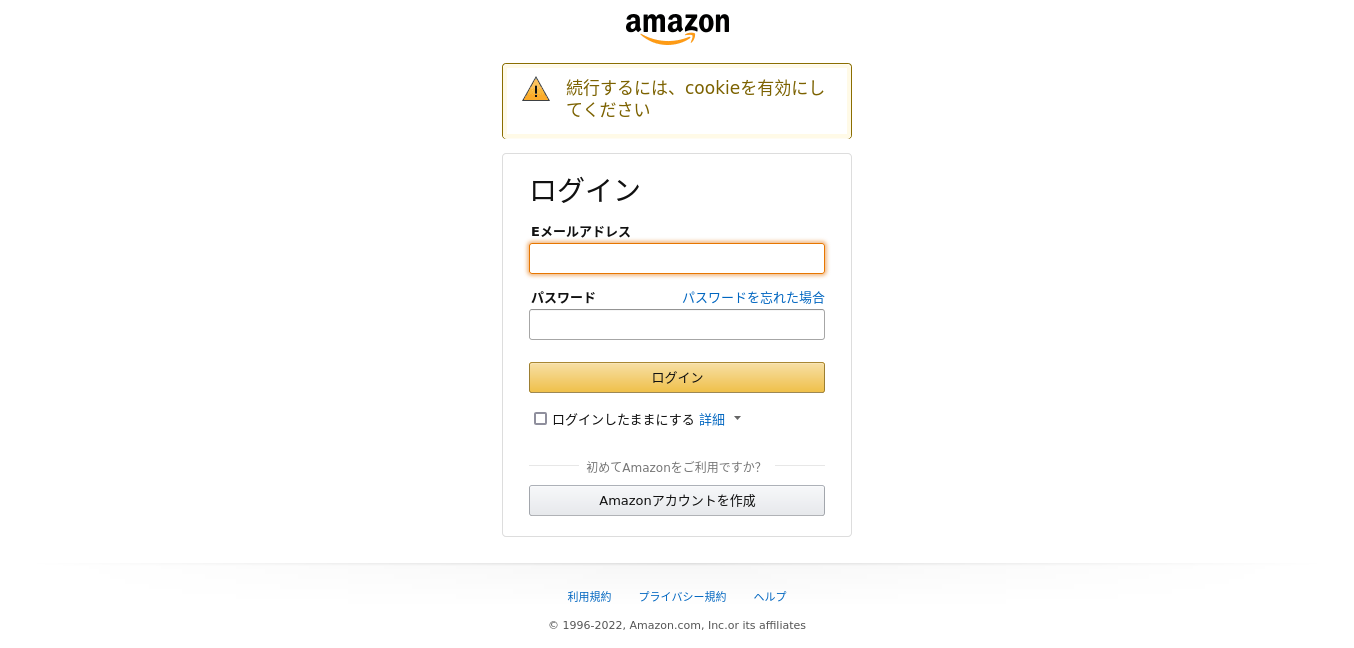 amazon
続行するには、cookieを有効にし
てください
ログイン
Eメールアドレス
パスワード パスワードを忘れた場合
ログイン
ログインしたままにする 詳細
初めてAmazonをご利用ですか?
Amazonアカウントを作成
利用規約 プライバシー規約 ヘルプ
© 1996-2022, Amazon.com, Inc.or its affiliates